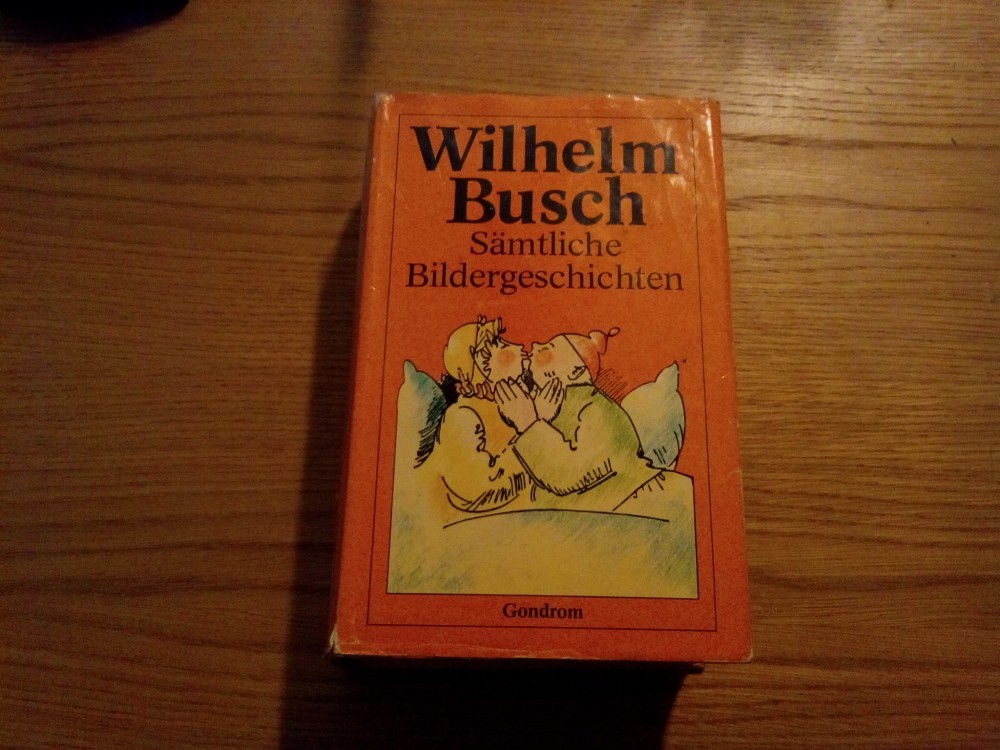 Wilhelm
Busch
Sämtliche
Bildergeschichten
Gondrom